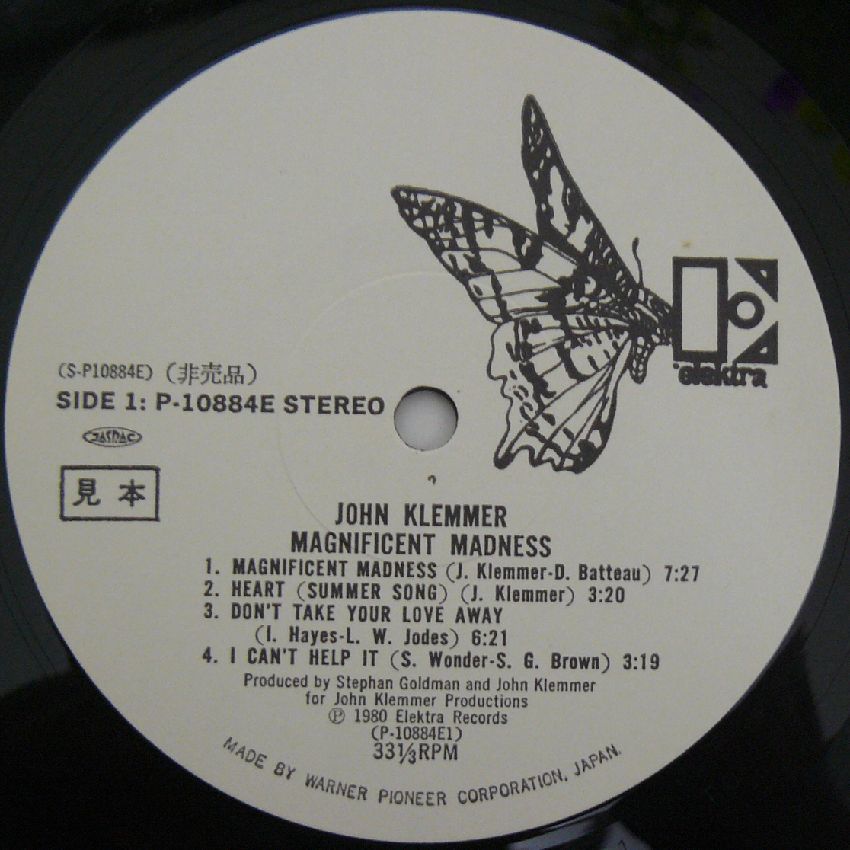 elektra
(S-P10884E) (非売品)
SIDE 1: P-10884E STEREO
JASRAC
見本
JOHN KLEMMER
MAGNIFICENT MADNESS
1. MAGNIFICENT MADNESS (J. Klemmer-D. Batteau) 7:27
2. HEART (SUMMER SONG) (J. Klemmer) 3:20
3. DON'T TAKE YOUR LOVE AWAY
(I. Hayes-L. W. Jodes) 6:21
4. I CAN'T HELP IT (S. Wonder-S. G. Brown) 3:19
Produced by Stephan Goldman and John Klemmer
for John Klemmer Productions
℗ 1980 Elektra Records
(P-10884E1)
33⅓RPM
MADE BY WARNER PIONEER CORPORATION, JAPAN.